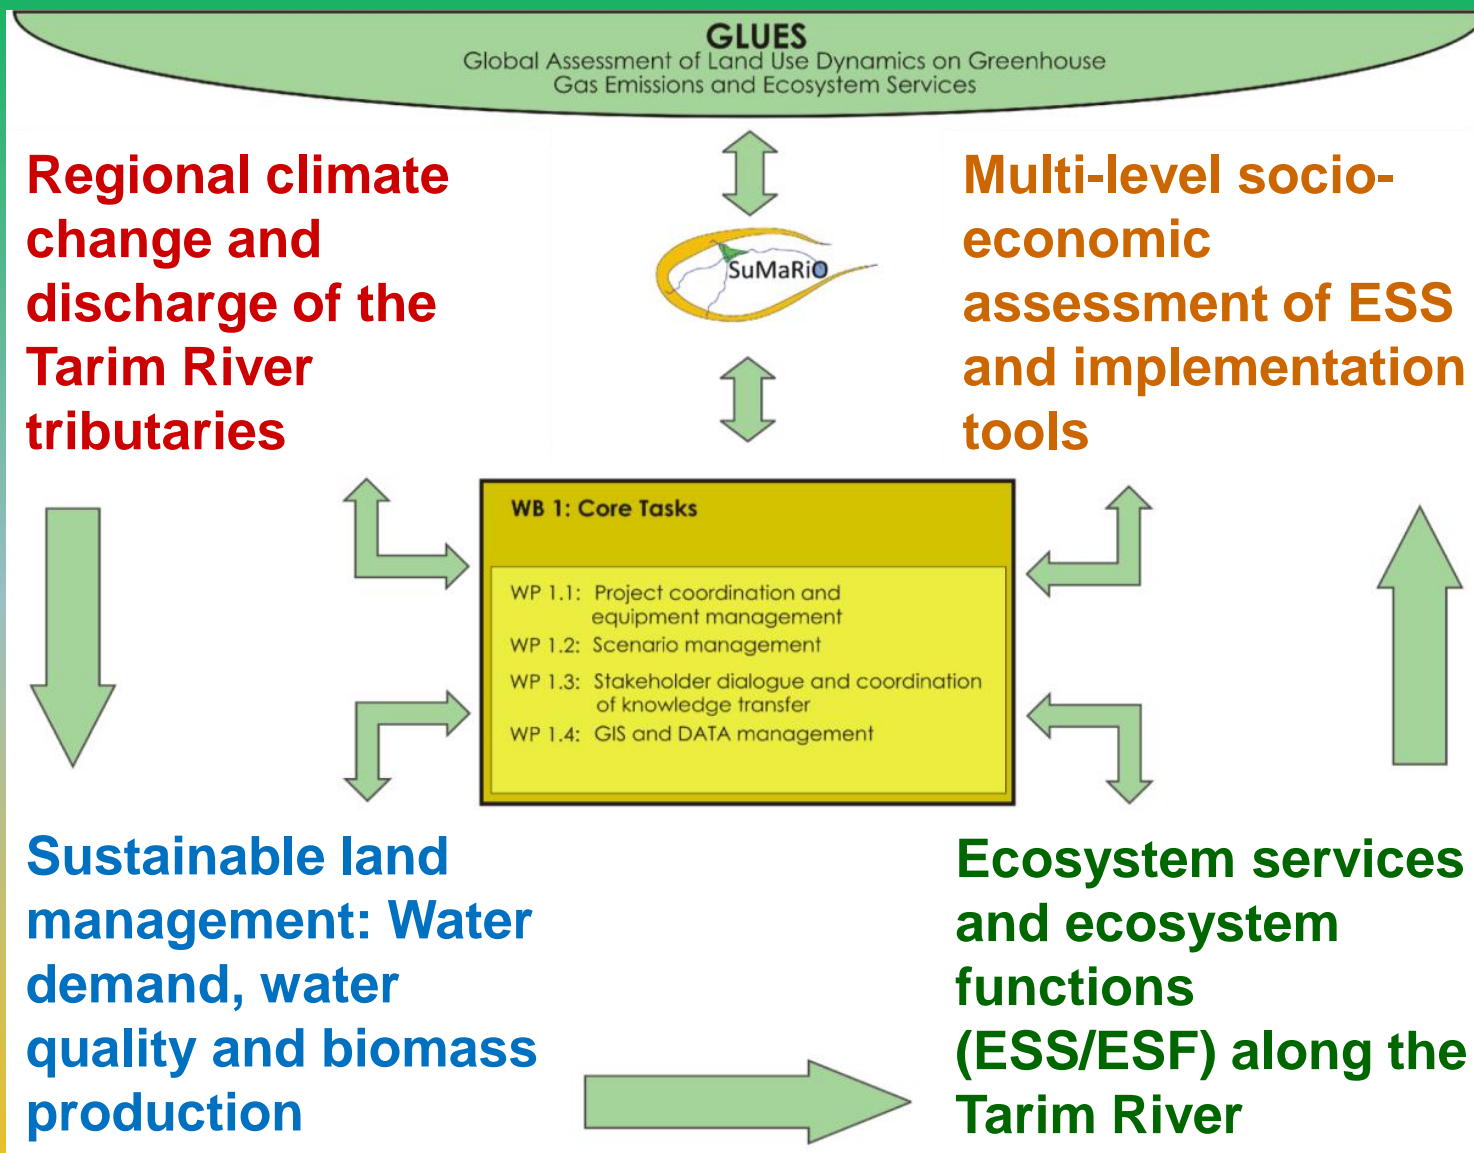 GLUES
Global Assessment of Land Use Dynamics on Greenhouse
Gas Emissions and Ecosystem Services
Regional climate
change and
discharge of the
Tarim River
tributaries
SuMaRiO
Multi-level socio-
economic
assessment of ESS
and implementation
tools
WB 1: Core Tasks
WP 1.1: Project coordination and
equipment management
WP 1.2: Scenario management
WP 1.3: Stakeholder dialogue and coordination
of knowledge transfer
WP 1.4: GIS and DATA management
Sustainable land
management: Water
demand, water
quality and biomass
production
Ecosystem services
and ecosystem
functions
(ESS/ESF) along the
Tarim River